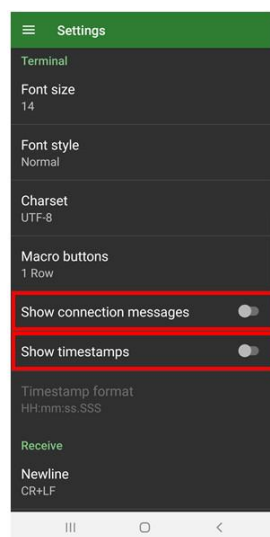 Settings
Terminal
Font size
14
Font style
Normal
Charset
UTF-8
Macro buttons
1 Row
Show connection messages
Show timestamps
Timestamp format
HH:mm:ss.SSS
Receive
Newline
CR+LF